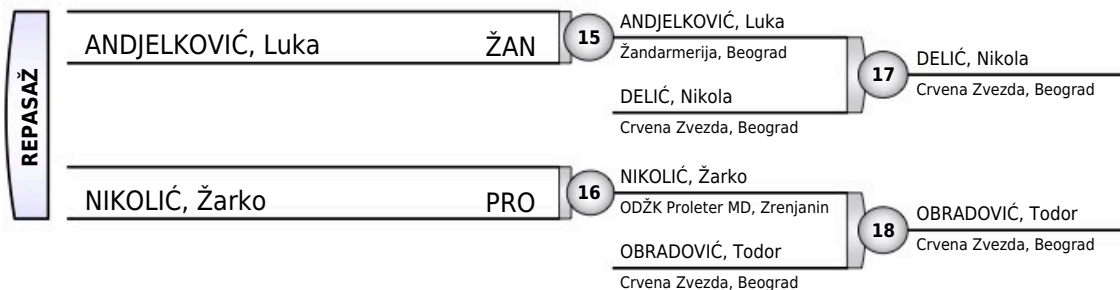 REPASAŽ
ANDJELKOVIĆ, Luka ŽAN
15
ANDJELKOVIĆ, Luka
Žandarmerija, Beograd
DELIĆ, Nikola
Crvena Zvezda, Beograd
17
DELIĆ, Nikola
Crvena Zvezda, Beograd
NIKOLIĆ, Žarko PRO
16
NIKOLIĆ, Žarko
ODŽK Proleter MD, Zrenjanin
OBRADOVIĆ, Todor
Crvena Zvezda, Beograd
18
OBRADOVIĆ, Todor
Crvena Zvezda, Beograd